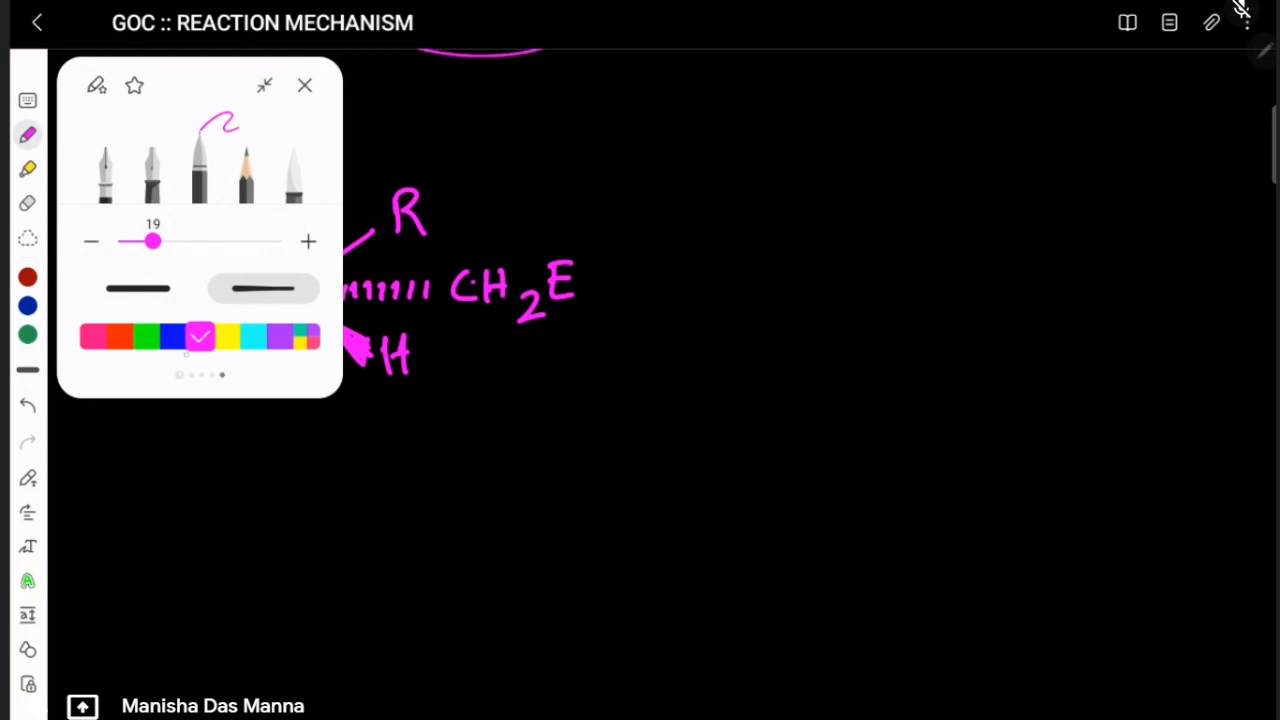 GOC :: REACTION MECHANISM
19
R
CH2E
H
Manisha Das Manna